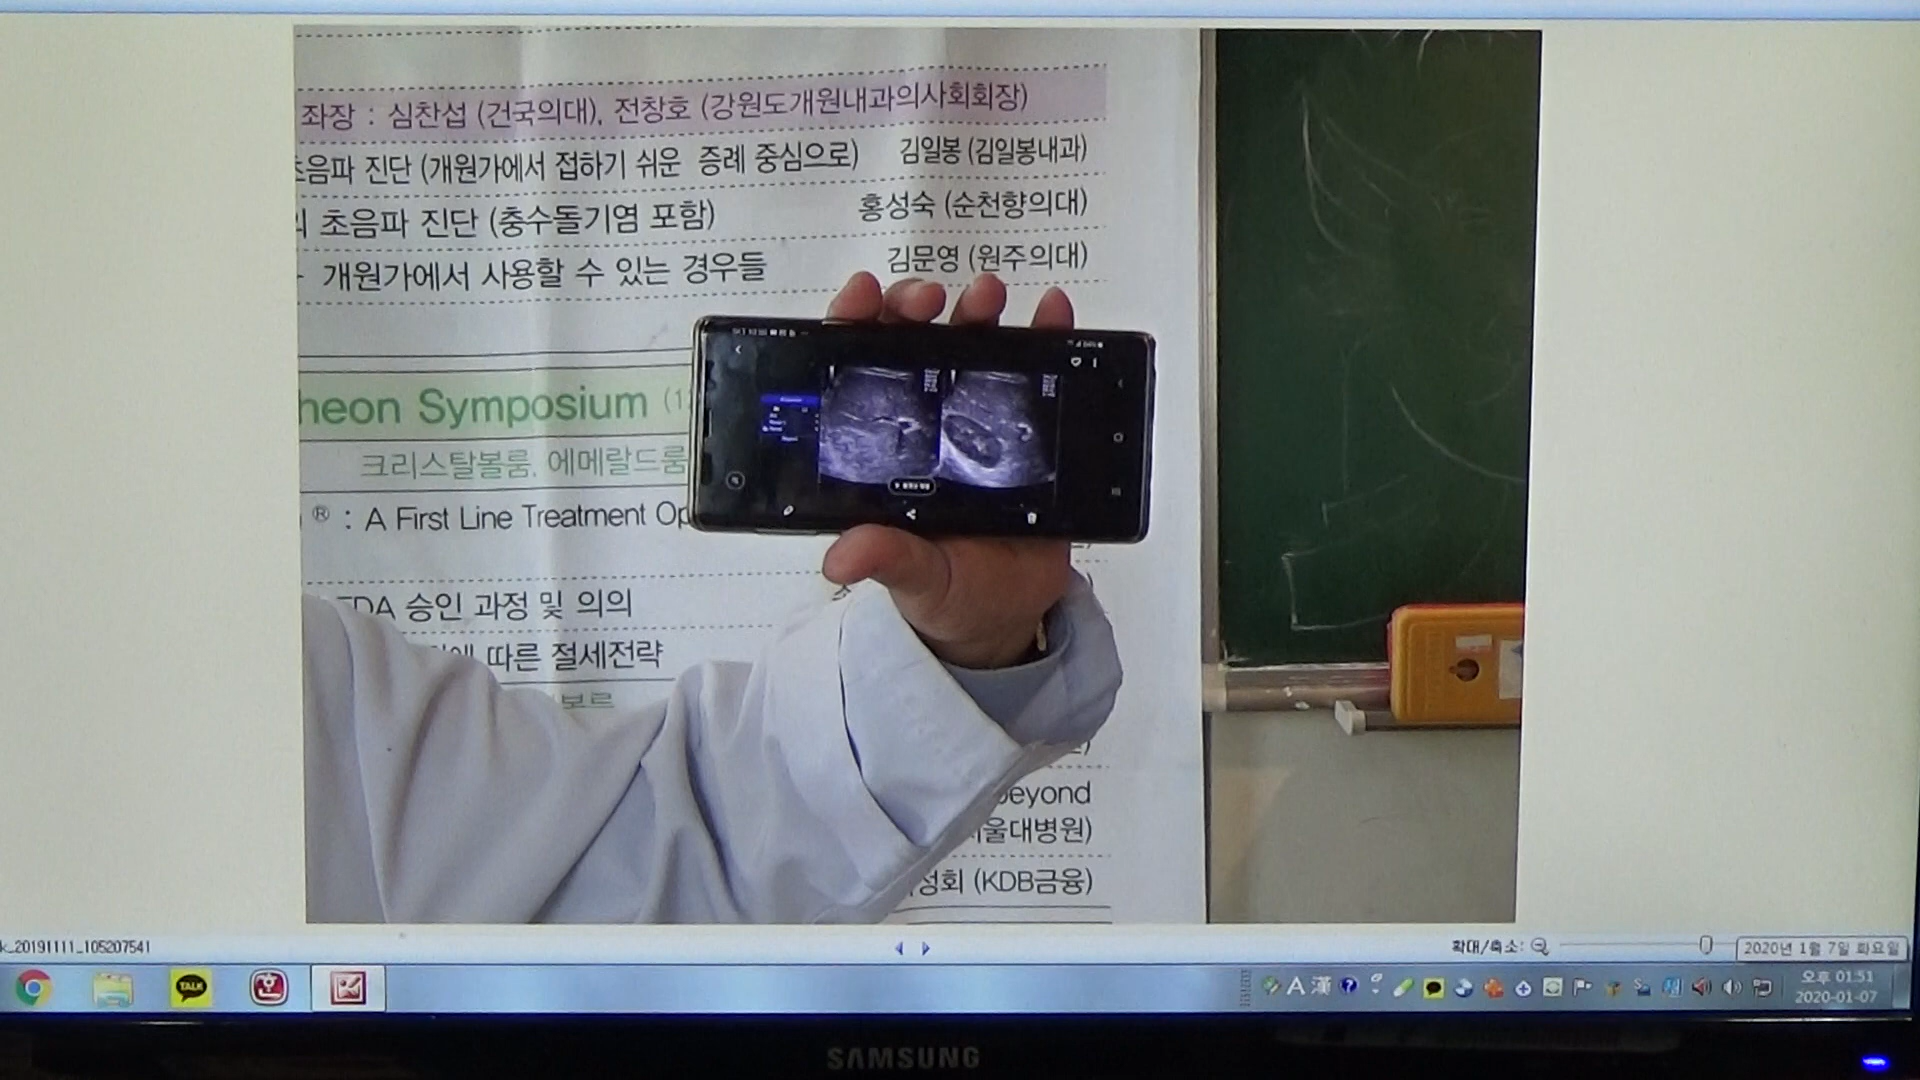 좌장 : 심찬섭 (건국의대), 전창호 (강원도개원내과의사회회장)
초음파 진단 (개원가에서 접하기 쉬운 증례 중심으로) 김일봉 (김일봉내과)
초음파 진단 (충수돌기염 포함) 홍성숙 (순천향의대)
개원가에서 사용할 수 있는 경우들 김문영 (원주의대)
heon Symposium (1
크리스탈볼룸, 에메랄드룸
® : A First Line Treatment Op
FDA 승인 과정 및 의의
따른 절세전략
beyond
서울대병원)
성회 (KDB금융)
k_20191111_105207541
확대/축소:
2020년 1월 7일 화요일
TALK
A 漢
오후 01:51
2020-01-07
SAMSUNG